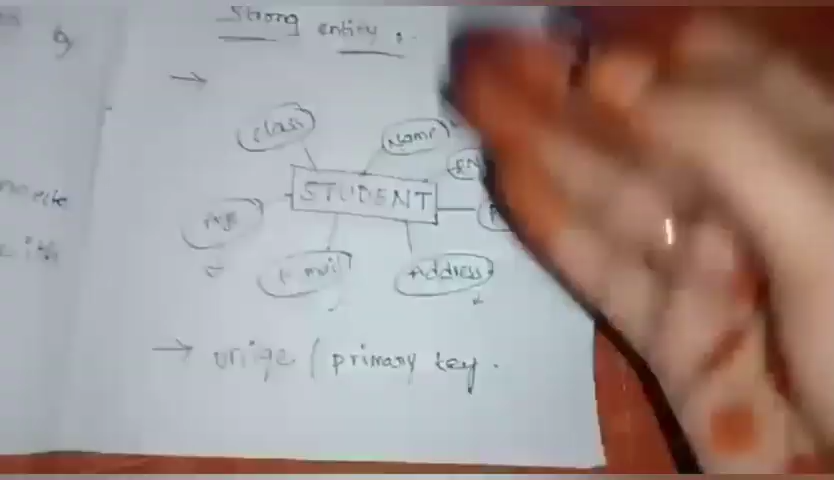 Strong entity :
→
class
Name
STUDENT
Age
E mail
Address
→ uniqe / primary key.